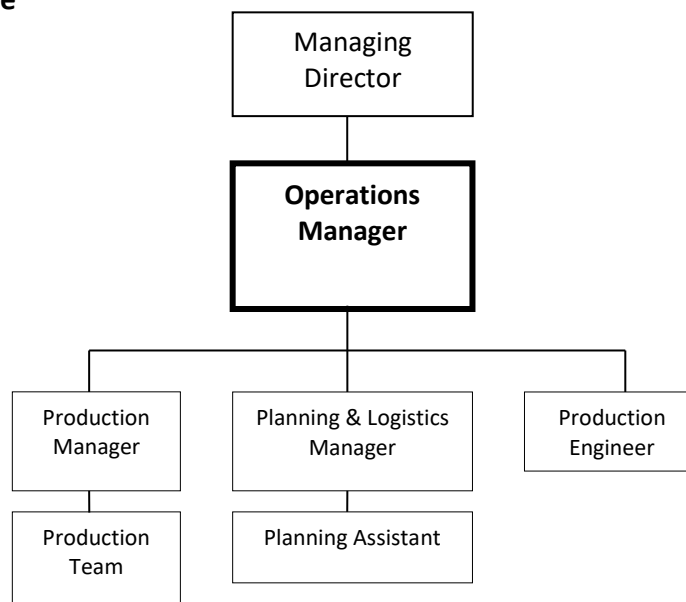 e
Managing
Director
Operations
Manager
Production
Manager
Planning & Logistics
Manager
Production
Engineer
Production
Team
Planning Assistant